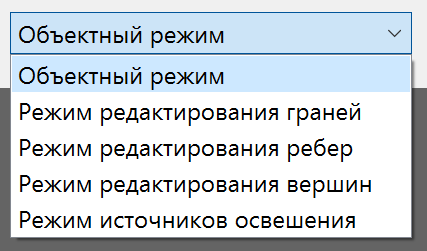 Объектный режим
Объектный режим
Режим редактирования граней
Режим редактирования ребер
Режим редактирования вершин
Режим источников освешения